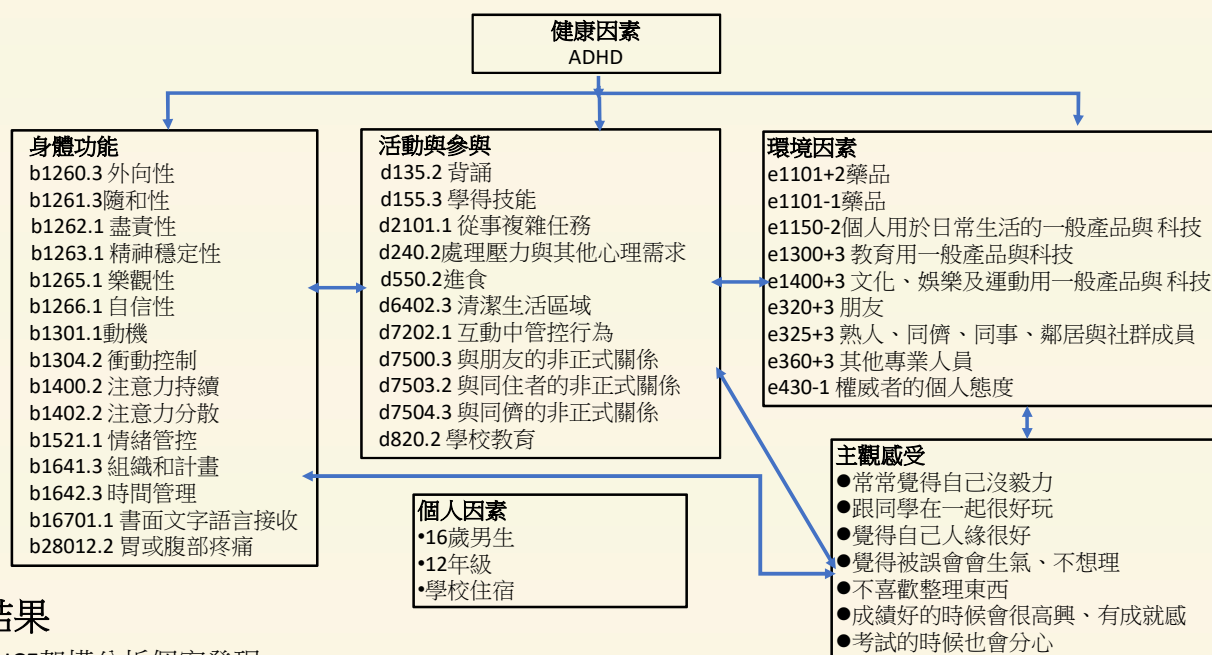 健康因素
ADHD
身體功能
b1260.3 外向性
b1261.3隨和性
b1262.1 盡責性
b1263.1 精神穩定性
b1265.1 樂觀性
b1266.1 自信性
b1301.1動機
b1304.2 衝動控制
b1400.2 注意力持續
b1402.2 注意力分散
b1521.1 情緒管控
b1641.3 組織和計畫
b1642.3 時間管理
b16701.1 書面文字語言接收
b28012.2 胃或腹部疼痛
活動與參與
d135.2 背誦
d155.3 學得技能
d2101.1 從事複雜任務
d240.2處理壓力與其他心理需求
d550.2進食
d6402.3 清潔生活區域
d7202.1 互動中管控行為
d7500.3 與朋友的非正式關係
d7503.2 與同住者的非正式關係
d7504.3 與同儕的非正式關係
d820.2 學校教育
環境因素
e1101+2藥品
e1101-1藥品
e1150-2個人用於日常生活的一般產品與 科技
e1300+3 教育用一般產品與科技
e1400+3 文化、娛樂及運動用一般產品與 科技
e320+3 朋友
e325+3 熟人、同儕、同事、鄰居與社群成員
e360+3 其他專業人員
e430-1 權威者的個人態度
個人因素
•16歲男生
•12年級
•學校住宿
主觀感受
●常常覺得自己沒毅力
●跟同學在一起很好玩
●覺得自己人緣很好
●覺得被誤會會生氣、不想理
●不喜歡整理東西
●成績好的時候會很高興、有成就感
●考試的時候也會分心
結果